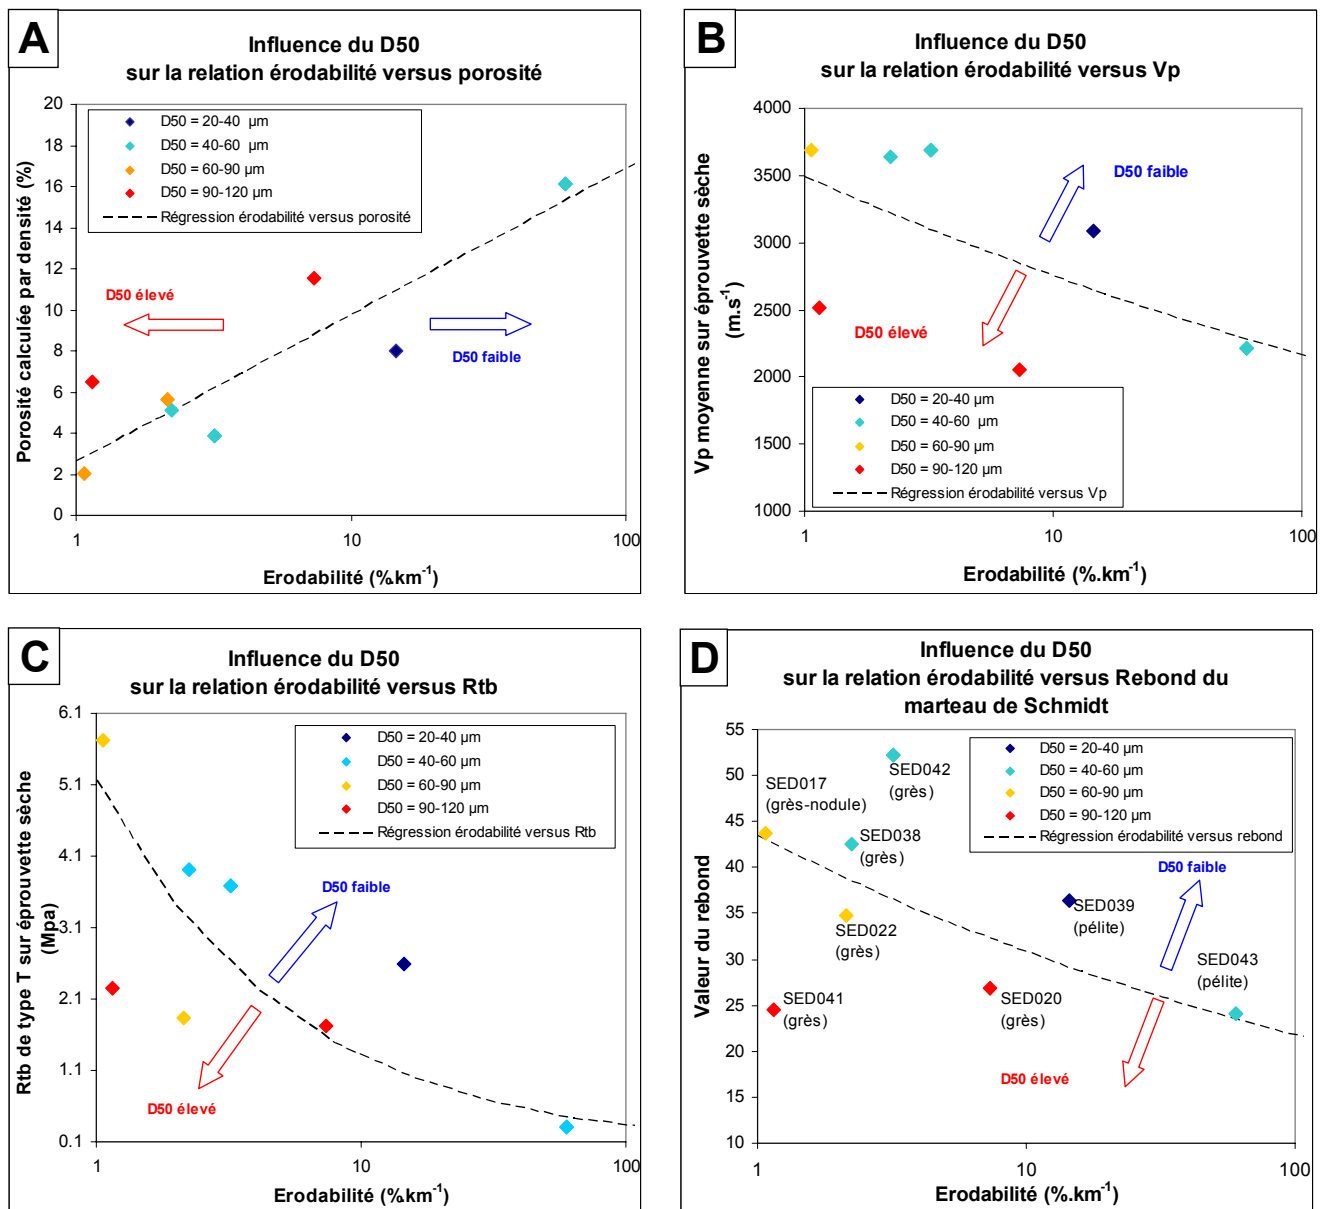 A
Influence du D50
sur la relation érodabilité versus porosité
Porosité calculée par densité (%)
20
18
16
14
12
10
8
6
4
2
0
D50 = 20-40 µm
D50 = 40-60 µm
D50 = 60-90 µm
D50 = 90-120 µm
Régression érodabilité versus porosité
D50 élevé
D50 faible
1
10
100
Erodabilité (%.km-1)
B
Influence du D50
sur la relation érodabilité versus Vp
Vp moyenne sur éprouvette sèche
(m.s-1)
4000
3500
3000
2500
2000
1500
1000
D50 faible
D50 élevé
D50 = 20-40 µm
D50 = 40-60 µm
D50 = 60-90 µm
D50 = 90-120 µm
Régression érodabilité versus Vp
1
10
100
Erodabilité (%.km-1)
C
Influence du D50
sur la relation érodabilité versus Rtb
Rtb de type T sur éprouvette sèche
(Mpa)
6.1
5.1
4.1
3.1
2.1
1.1
0.1
D50 = 20-40 µm
D50 = 40-60 µm
D50 = 60-90 µm
D50 = 90-120 µm
Régression érodabilité versus Rtb
D50 faible
D50 élevé
1
10
100
Erodabilité (%.km-1)
D
Influence du D50
sur la relation érodabilité versus Rebond du
marteau de Schmidt
Valeur du rebond
55
50
45
40
35
30
25
20
15
10
D50 = 20-40 µm
D50 = 40-60 µm
D50 = 60-90 µm
D50 = 90-120 µm
Régression érodabilité versus rebond
SED042
(grès)
SED017
(grès-nodule)
SED038
(grès)
D50 faible
SED039
(pélite)
SED022
(grès)
SED043
(pélite)
SED041
(grès)
SED020
(grès)
D50 élevé
1
10
100
Erodabilité (%.km-1)